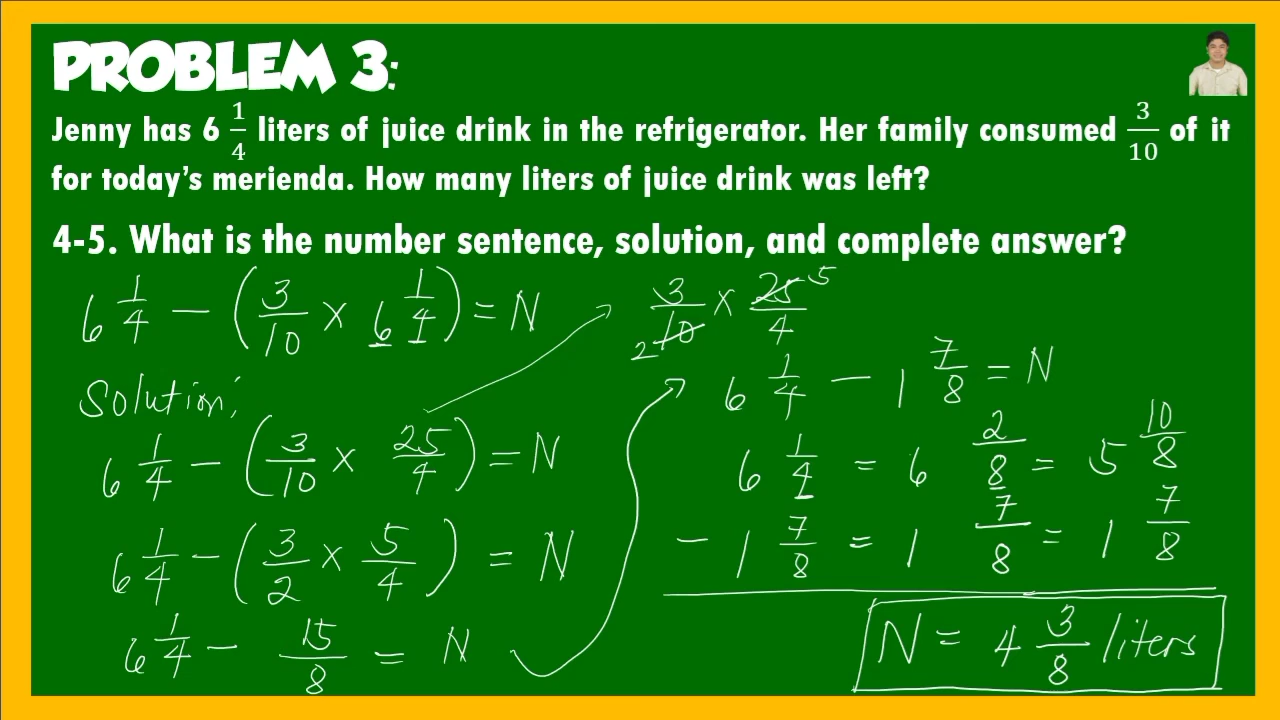 PROBLEM 3:
Jenny has 6 1/4 liters of juice drink in the refrigerator. Her family consumed 3/10 of it
for today's merienda. How many liters of juice drink was left?
4-5. What is the number sentence, solution, and complete answer?
6 1/4 – (3/10 x 6 1/4) = N
Solution:
6 1/4 – (3/10 x 25/4) = N
6 1/4 – (3/2 x 5/4) = N
6 1/4 – 15/8 = N
3/10 x 25/4
2 5
6 1/4 – 1 7/8 = N
6 1/4 = 6 2/8 = 5 10/8
– 1 7/8 = 1 7/8 = 1 7/8
N = 4 3/8 liters